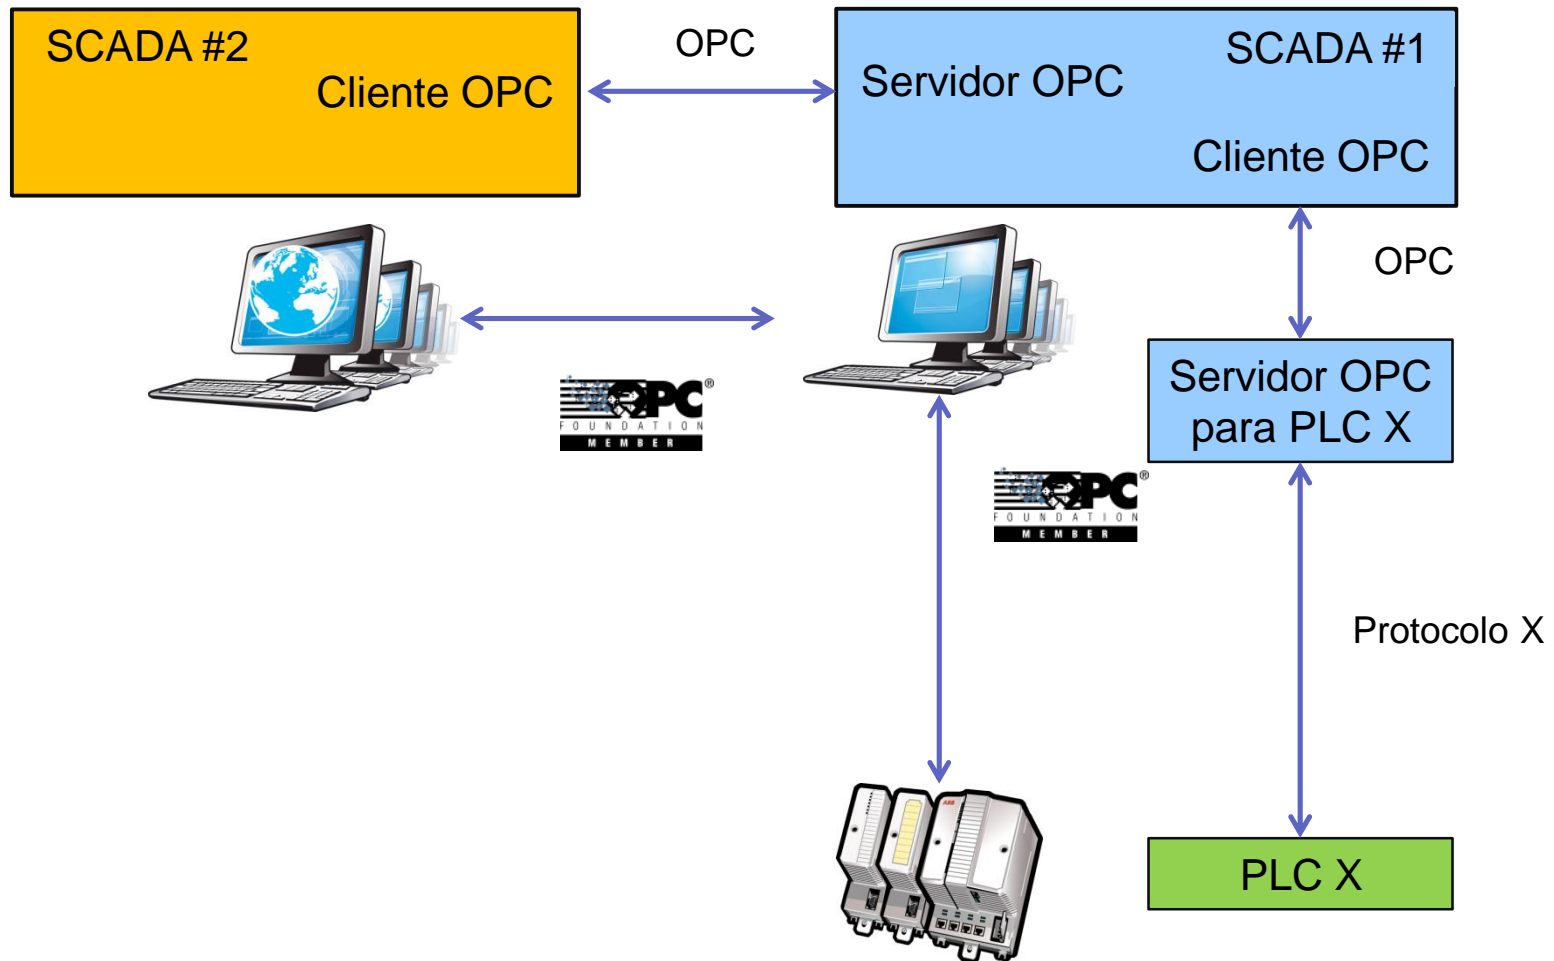 SCADA #2
Cliente OPC
OPC
SCADA #1
Servidor OPC
Cliente OPC
OPC
Servidor OPC
para PLC X
OPC®
FOUNDATION
MEMBER
OPC®
FOUNDATION
MEMBER
Protocolo X
ABB
PLC X